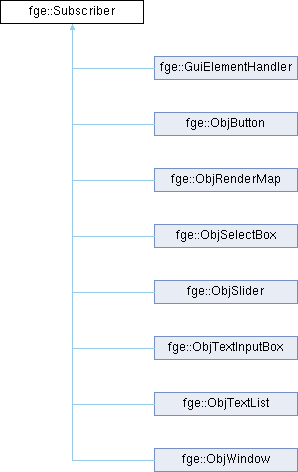 fge::Subscriber
fge::GuiElementHandler
fge::ObjButton
fge::ObjRenderMap
fge::ObjSelectBox
fge::ObjSlider
fge::ObjTextInputBox
fge::ObjTextList
fge::ObjWindow